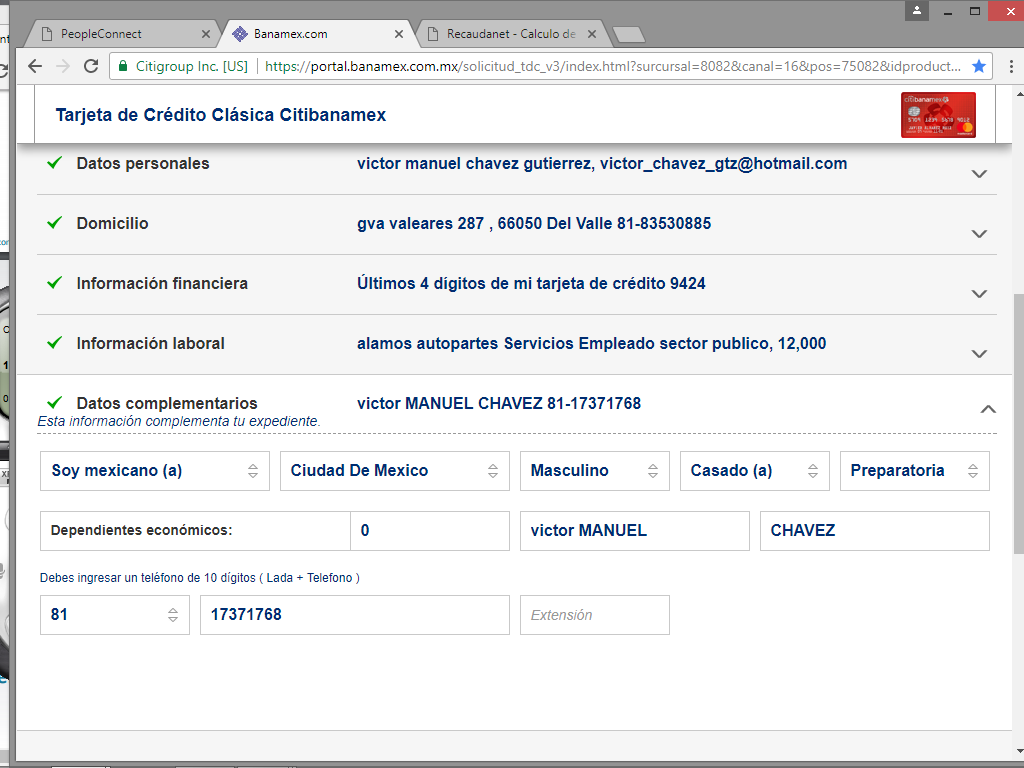 PeopleConnect
Banamex.com
Recaudanet - Calculo de
Citigroup Inc. [US]
https://portal.banamex.com.mx/solicitud_tdc_v3/index.html?surcursal=8082&canal=16&pos=75082&idproduct...
Tarjeta de Crédito Clásica Citibanamex
citibanamex
Datos personales victor manuel chavez gutierrez, victor_chavez_gtz@hotmail.com
Domicilio gva valeares 287 , 66050 Del Valle 81-83530885
Información financiera Últimos 4 dígitos de mi tarjeta de crédito 9424
Información laboral alamos autopartes Servicios Empleado sector publico, 12,000
Datos complementarios victor MANUEL CHAVEZ 81-17371768
Esta información complementa tu expediente.
Soy mexicano (a) Ciudad De Mexico Masculino Casado (a) Preparatoria
Dependientes económicos: 0 victor MANUEL CHAVEZ
Debes ingresar un teléfono de 10 dígitos ( Lada + Telefono )
81 17371768 Extensión